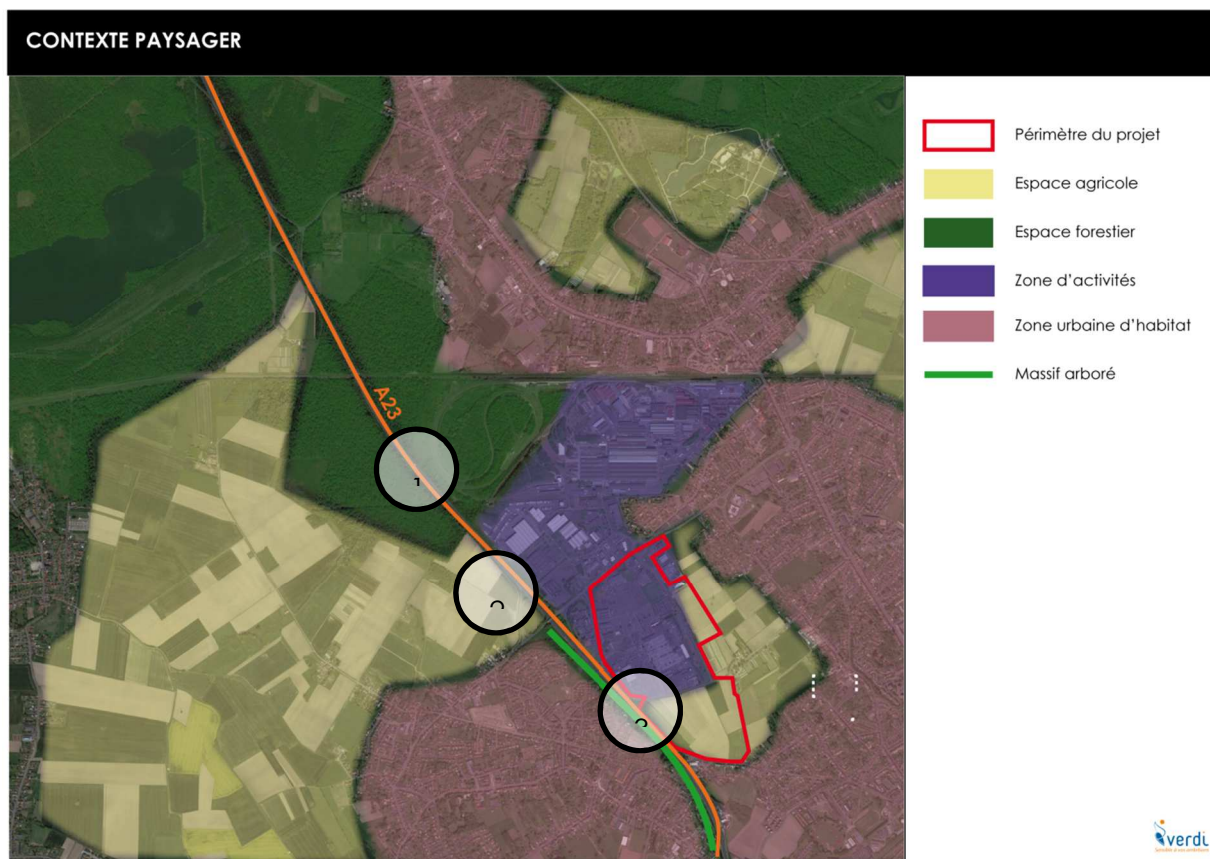 CONTEXTE PAYSAGER
A23
Périmètre du projet
Espace agricole
Espace forestier
Zone d'activités
Zone urbaine d'habitat
Massif arboré
verdi